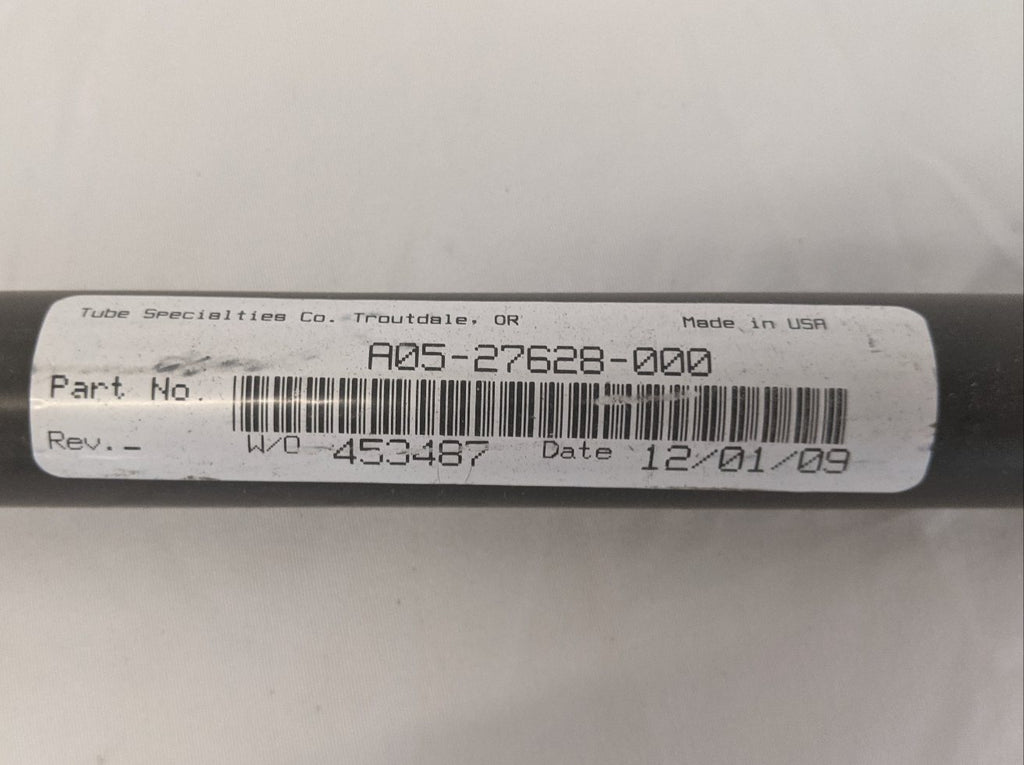 Tube Specialties Co. Troutdale, OR Made in USA
A05-27628-000
Part No.
Rev.- W/O 453487 Date 12/01/09